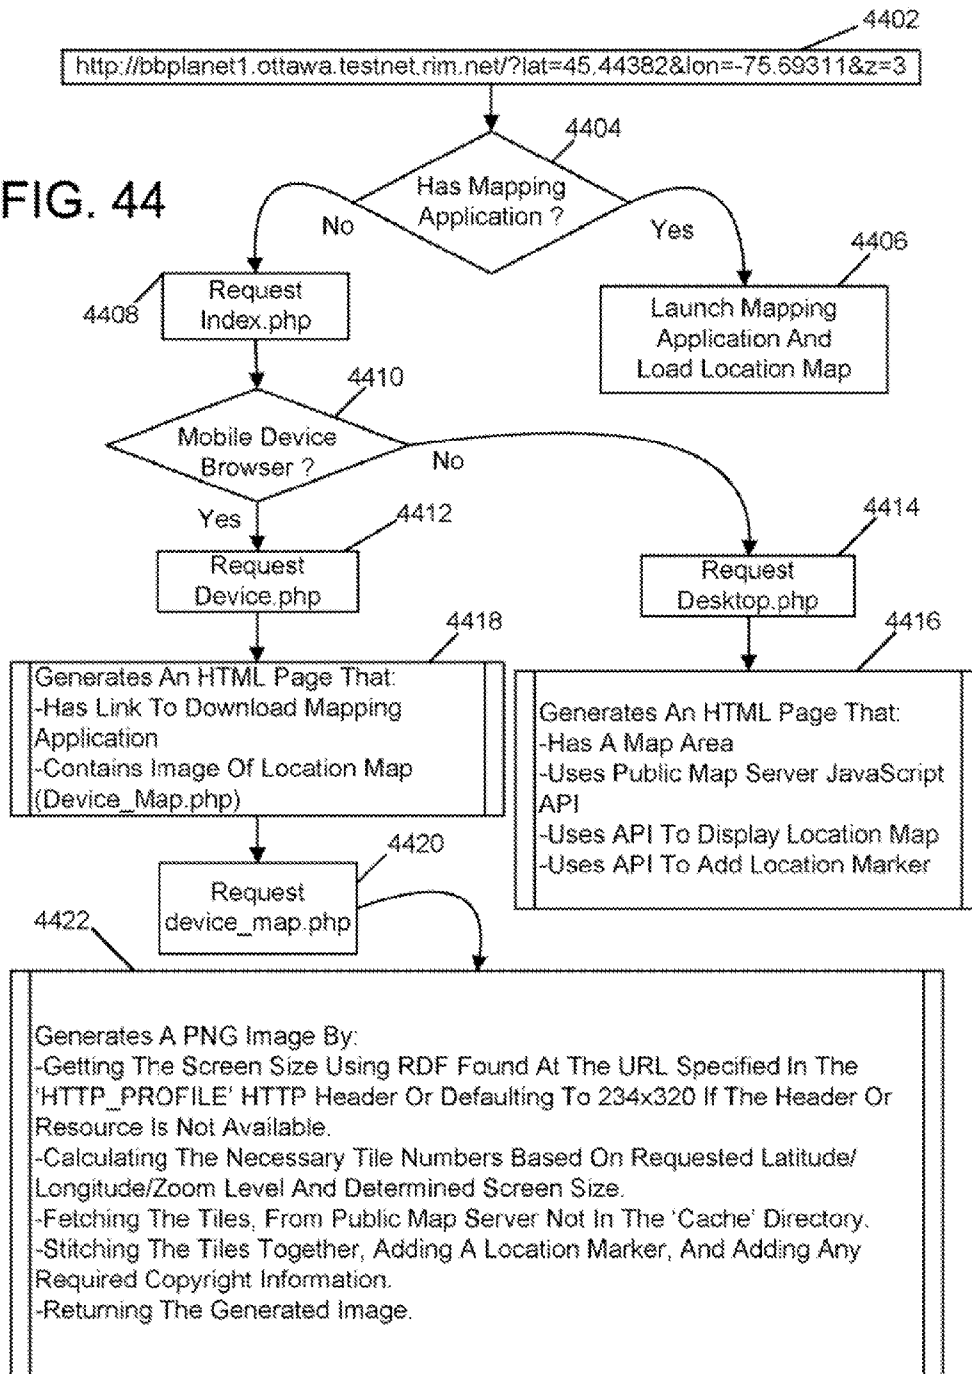 4402
http://bbplanet1.ottawa.testnet.rim.net/?lat=45.44382&lon=-75.69311&z=3
4404
FIG. 44
Has Mapping
Application ?
No
Yes
4406
4408
Request
Index.php
Launch Mapping
Application And
Load Location Map
4410
Mobile Device
Browser ?
No
Yes
4412
4414
Request
Device.php
Request
Desktop.php
4418
4416
Generates An HTML Page That:
-Has Link To Download Mapping
Application
-Contains Image Of Location Map
(Device_Map.php)
Generates An HTML Page That:
-Has A Map Area
-Uses Public Map Server JavaScript
API
-Uses API To Display Location Map
-Uses API To Add Location Marker
4420
Request
device_map.php
4422
Generates A PNG Image By:
-Getting The Screen Size Using RDF Found At The URL Specified In The
'HTTP_PROFILE' HTTP Header Or Defaulting To 234x320 If The Header Or
Resource Is Not Available.
-Calculating The Necessary Tile Numbers Based On Requested Latitude/
Longitude/Zoom Level And Determined Screen Size.
-Fetching The Tiles, From Public Map Server Not In The 'Cache' Directory.
-Stitching The Tiles Together, Adding A Location Marker, And Adding Any
Required Copyright Information.
-Returning The Generated Image.